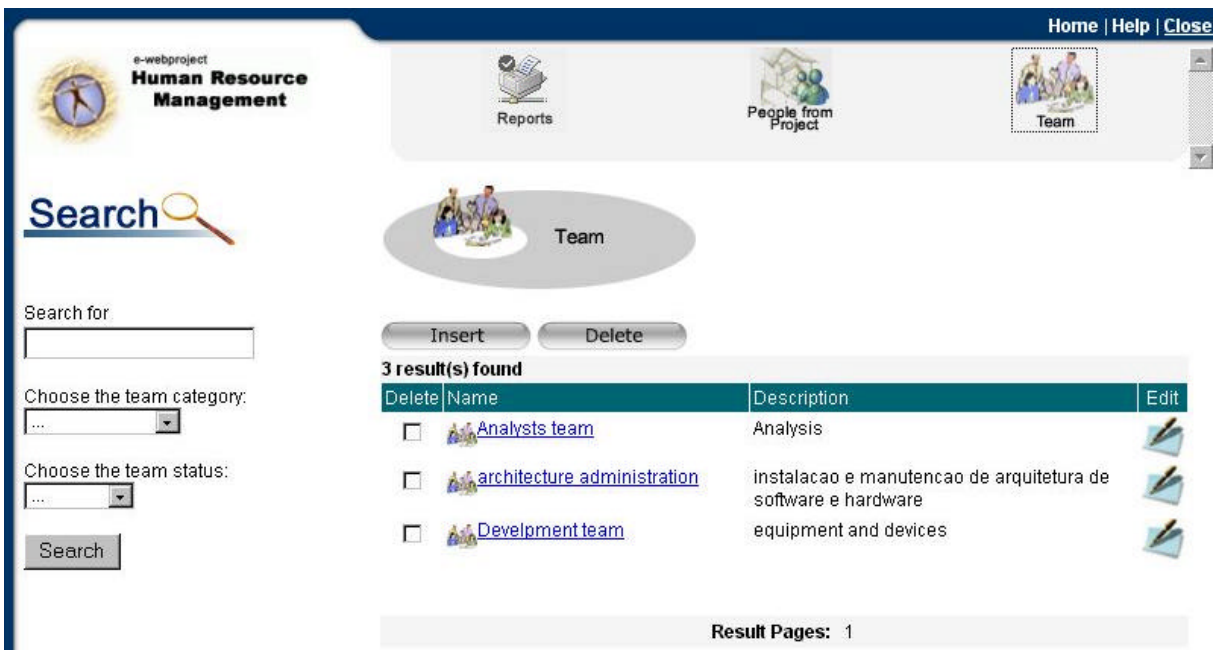 Home | Help | Close
e-webproject
Human Resource
Management
Reports
People from
Project
Team
Search
Team
Search for
Insert Delete
3 result(s) found
Choose the team category:
...
Delete Name Description Edit
Analysts team Analysis
Choose the team status:
...
architecture administration instalacao e manutencao de arquitetura de
software e hardware
Develpment team equipment and devices
Search
Result Pages: 1